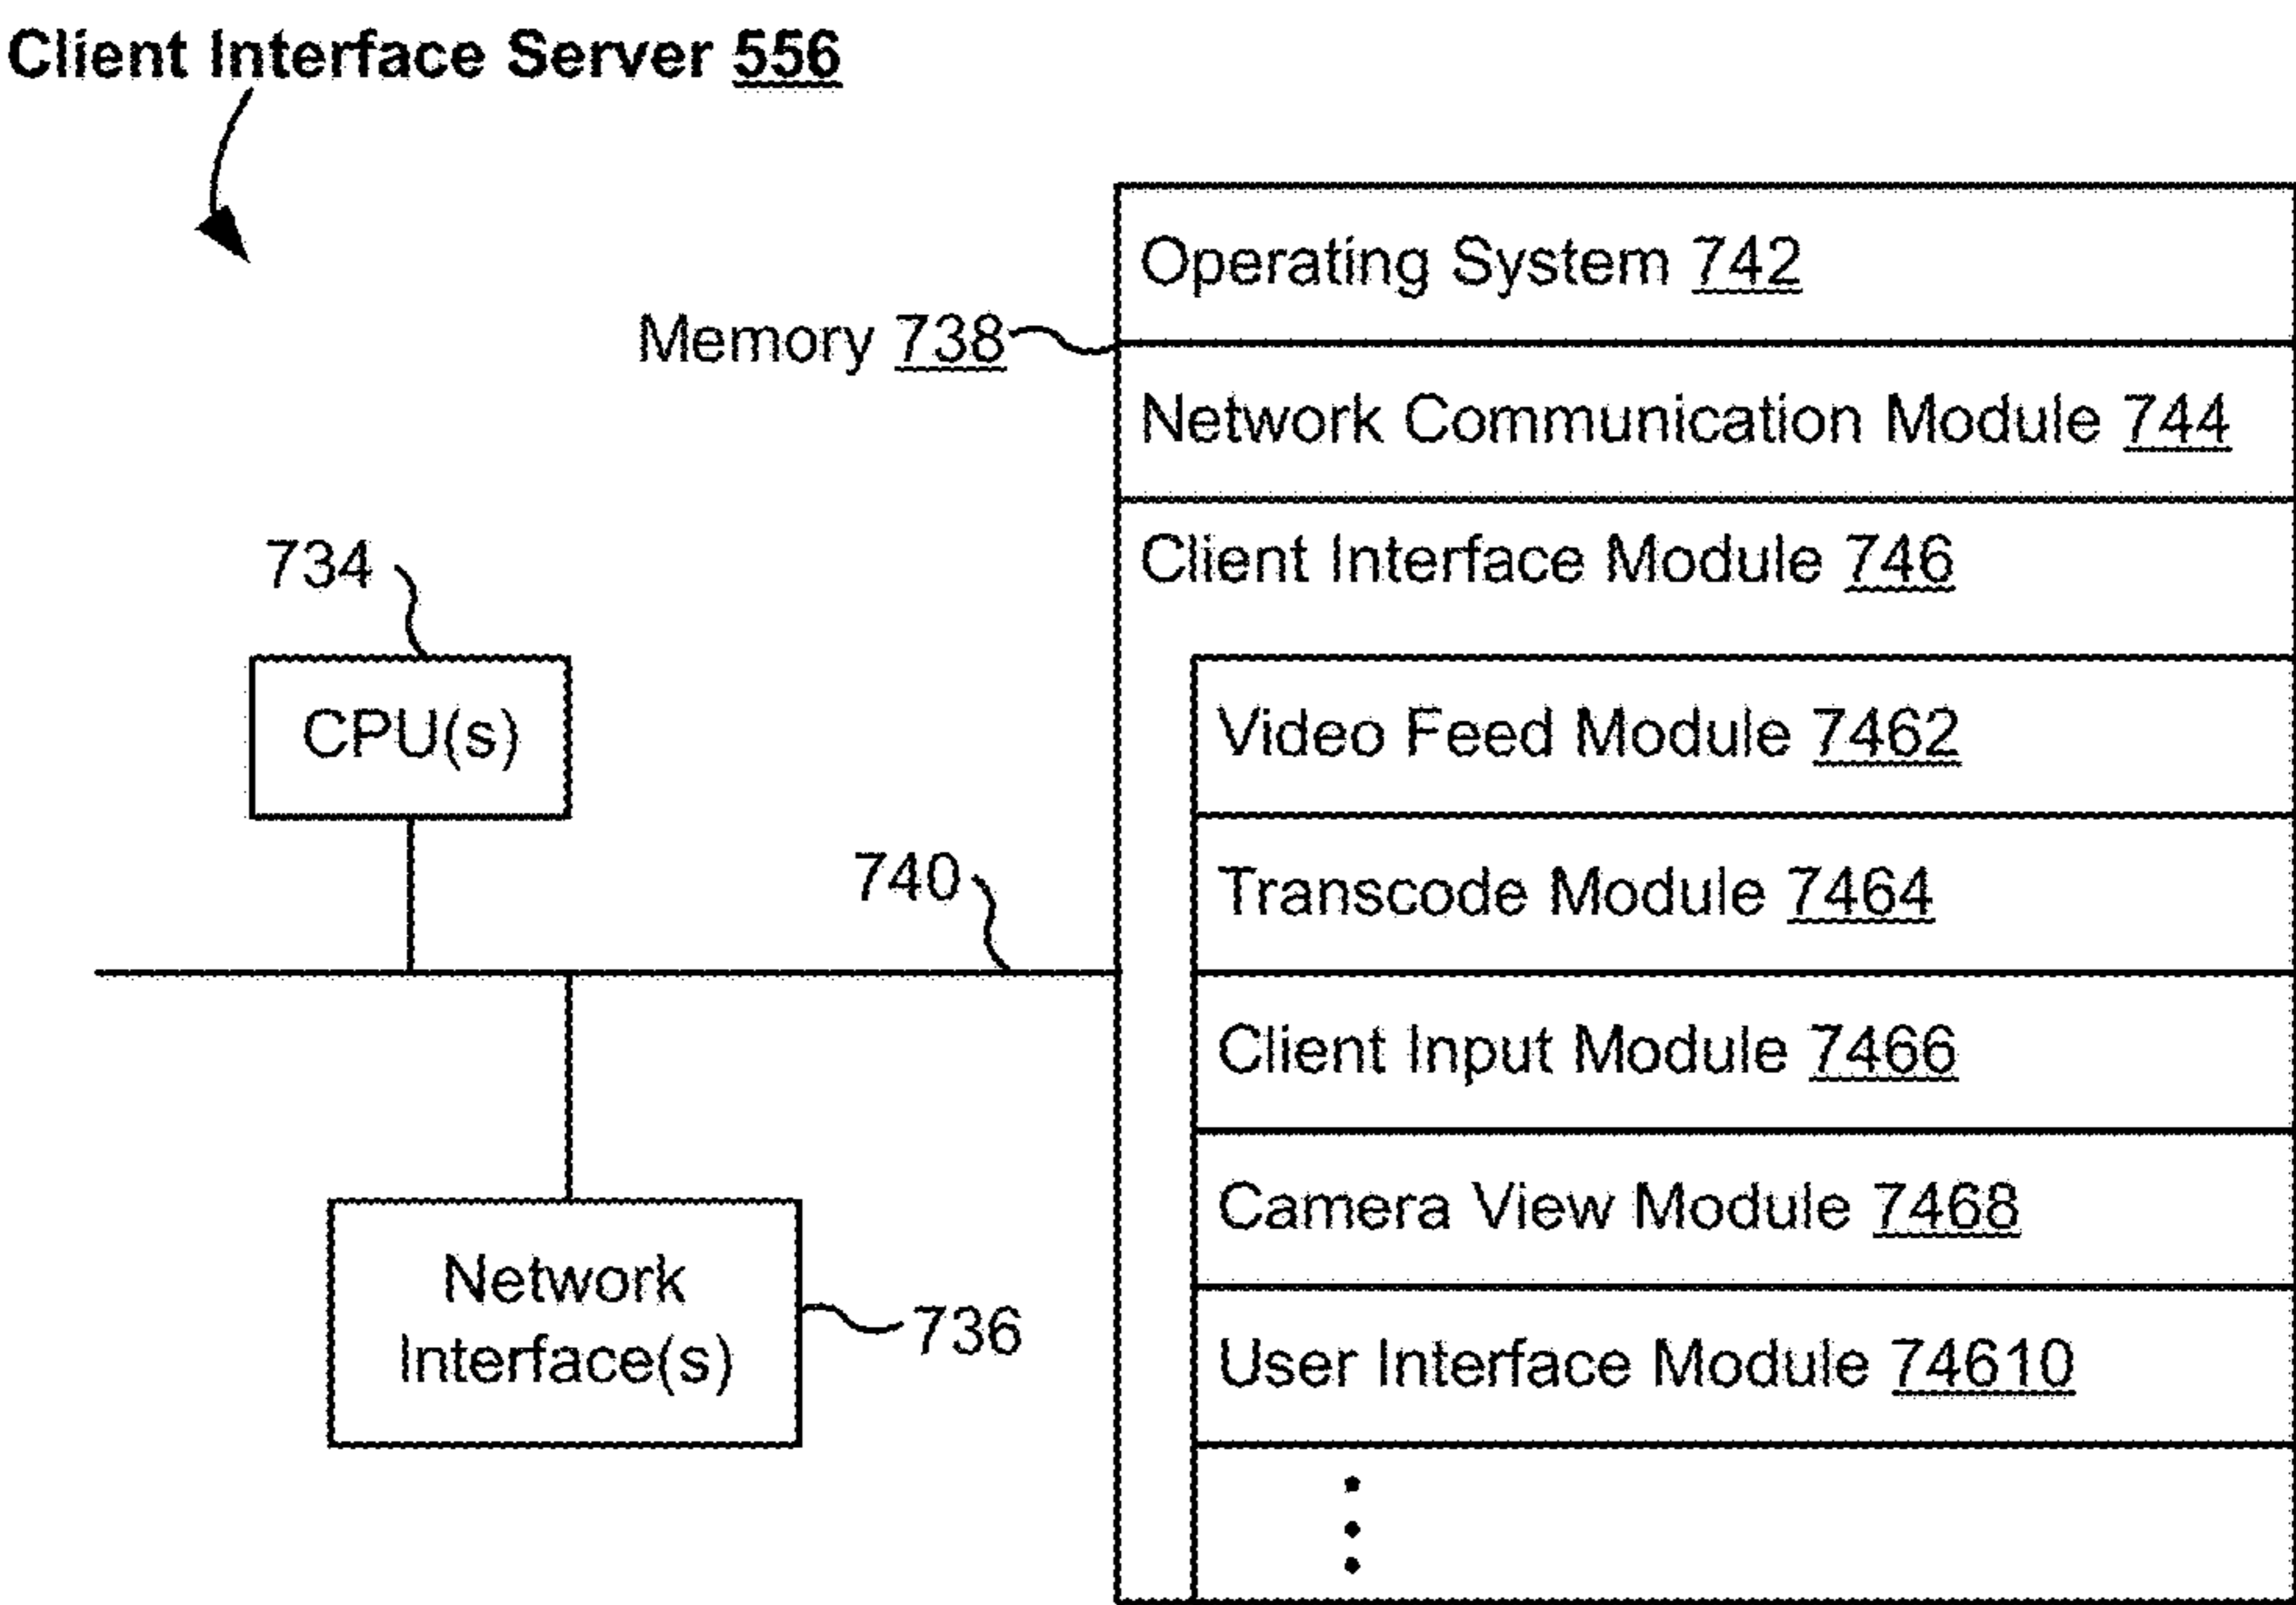 Client Interface Server 556
Operating System 742
Memory 738
Network Communication Module 744
Client Interface Module 746
734
CPU(s)
Video Feed Module 7462
740
Transcode Module 7464
Client Input Module 7466
Camera View Module 7468
Network
Interface(s)
736
User Interface Module 74610